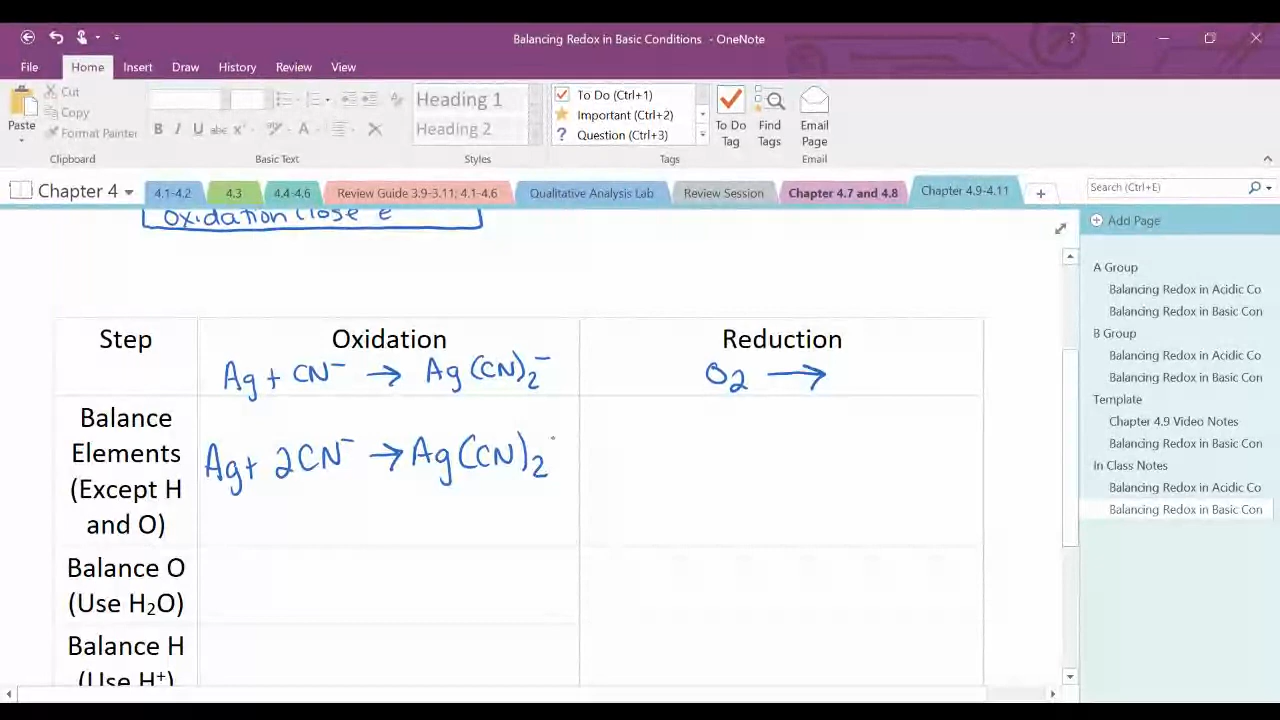 Balancing Redox in Basic Conditions - OneNote
?
File Home Insert Draw History Review View
Paste
Cut
Copy
Format Painter
Clipboard
B I U abc x² A
Basic Text
Heading 1
Heading 2
Styles
To Do (Ctrl+1)
Important (Ctrl+2)
? Question (Ctrl+3)
To Do Tag
Find Tags
Tags
Email Page
Email
Chapter 4
4.1-4.2 4.3 4.4-4.6 Review Guide 3.9-3.11; 4.1-4.6 Qualitative Analysis Lab Review Session Chapter 4.7 and 4.8 Chapter 4.9-4.11 +
Search (Ctrl+E)
Add Page
A Group
Balancing Redox in Acidic Co
Balancing Redox in Basic Con
B Group
Balancing Redox in Acidic Co
Balancing Redox in Basic Con
Template
Chapter 4.9 Video Notes
Balancing Redox in Basic Con
In Class Notes
Balancing Redox in Acidic Co
Balancing Redox in Basic Con
Oxidation lose e
Step Oxidation Reduction
Ag + CN⁻ → Ag(CN)₂⁻ O₂ →
Balance
Elements
(Except H
and O)
Ag + 2CN⁻ → Ag(CN)₂
Balance O
(Use H₂O)
Balance H
(Use H⁺)